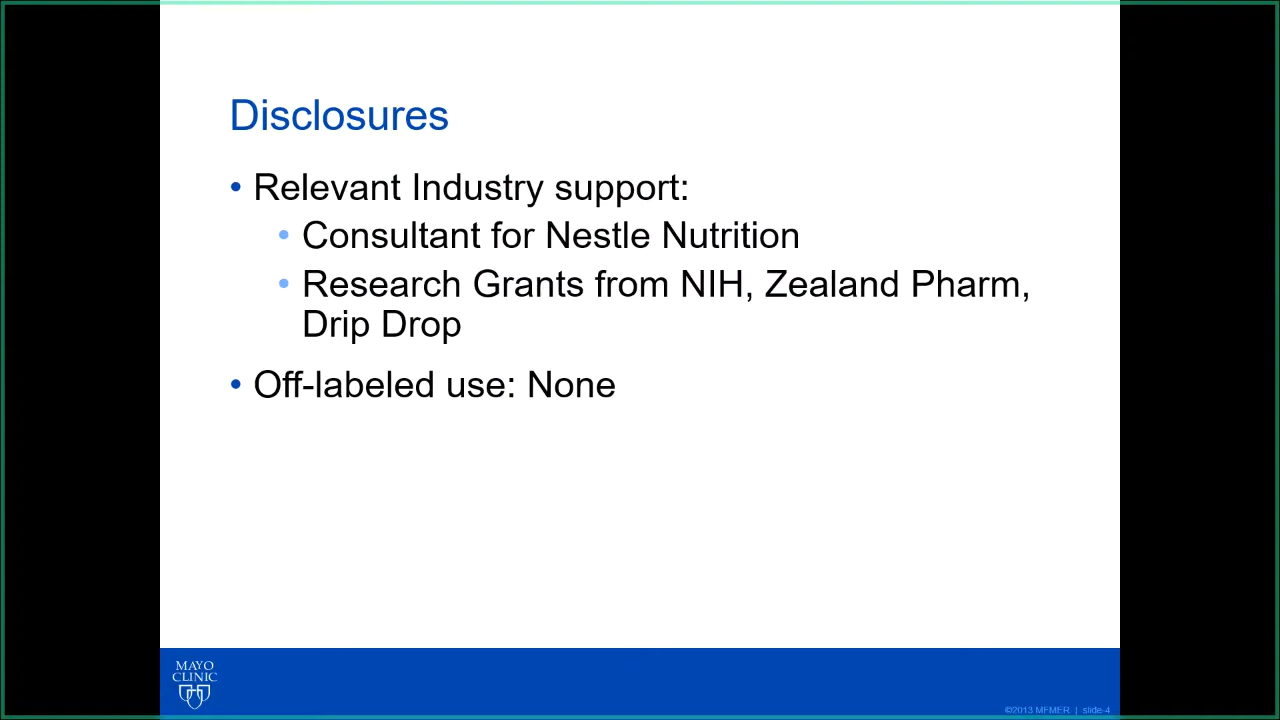 Disclosures
• Relevant Industry support:
• Consultant for Nestle Nutrition
• Research Grants from NIH, Zealand Pharm,
Drip Drop
• Off-labeled use: None
MAYO
CLINIC
©2013 MFMER | slide-4